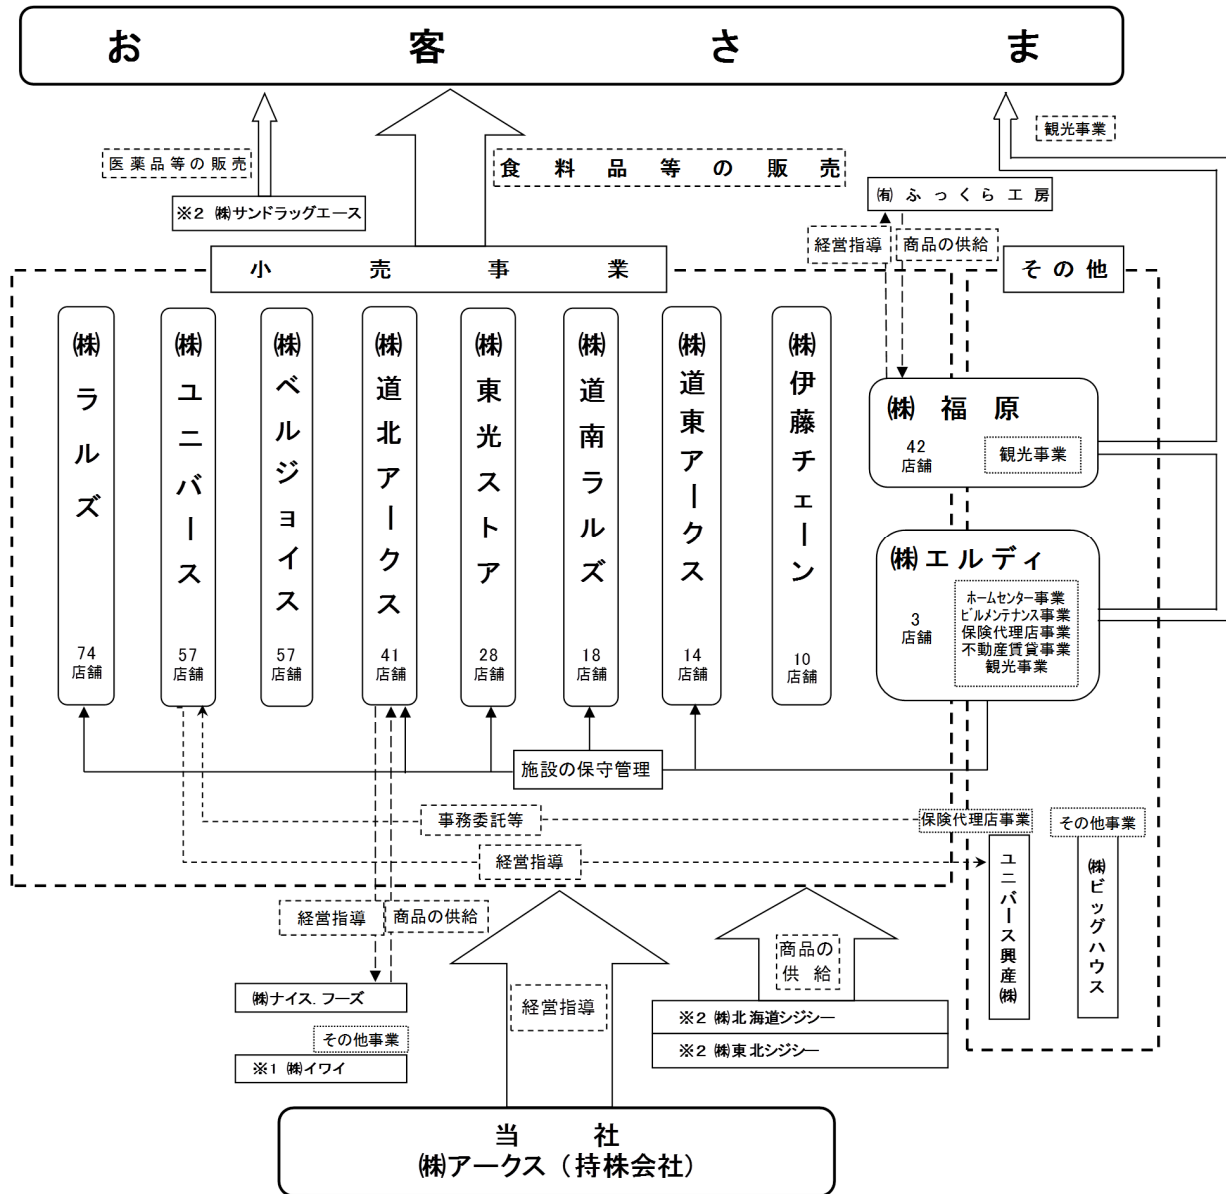 お客さま
観光事業
医薬品等の販売
食料品等の販売
※2 ㈱サンドラッグエース
㈲ ふっくら工房
経営指導
商品の供給
小売事業
その他
㈱ラルズ
74
店舗
㈱ユニバース
57
店舗
㈱ベルジョイス
57
店舗
㈱道北アークス
41
店舗
㈱東光ストア
28
店舗
㈱道南ラルズ
18
店舗
㈱道東アークス
14
店舗
㈱伊藤チェーン
10
店舗
㈱ 福原
42
店舗
観光事業
㈱エルディ
3
店舗
ホームセンター事業
ビルメンテナンス事業
保険代理店事業
不動産賃貸事業
観光事業
施設の保守管理
事務委託等
保険代理店事業
その他事業
経営指導
ユニバース興産㈱
㈱ビッグハウス
経営指導
商品の供給
商品の
供給
㈱ナイス.フーズ
経営指導
※2 ㈱北海道シジシー
その他事業
※2 ㈱東北シジシー
※1 ㈱イワイ
当社
㈱アークス（持株会社）